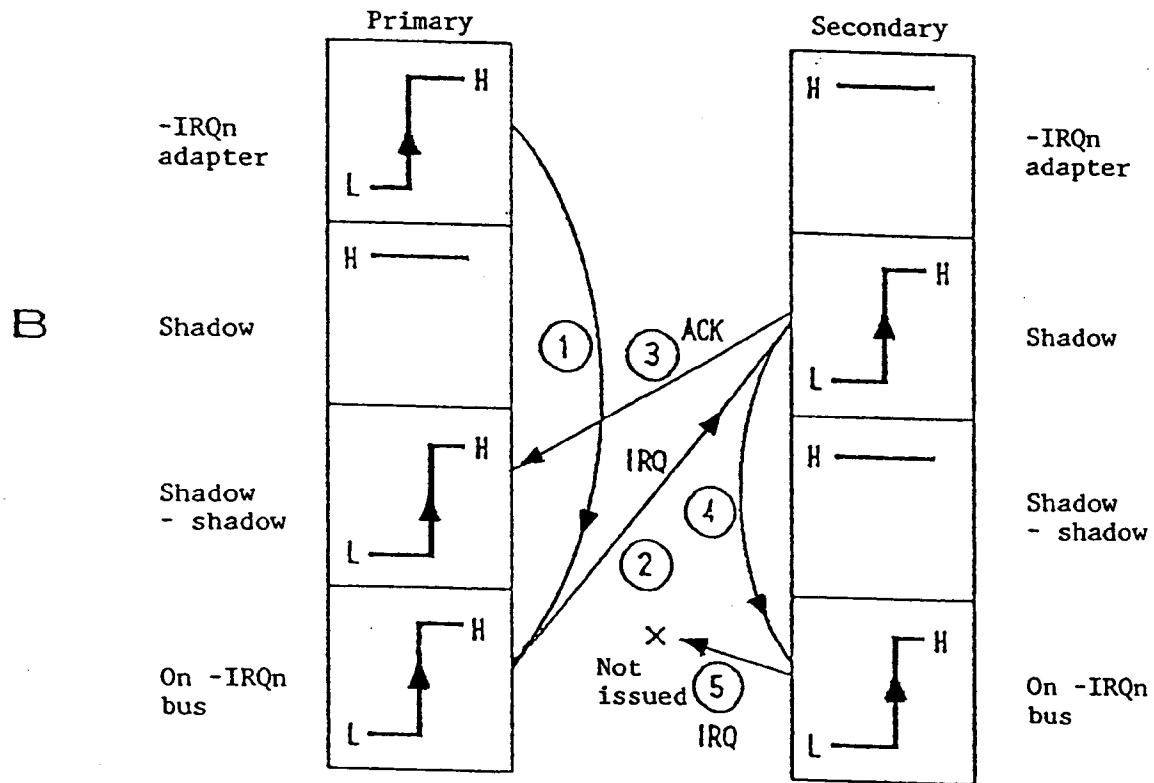 Primary
Secondary
B
-IRQn
adapter
H
L
H
-IRQn
adapter
Shadow
H
1
3
ACK
H
L
Shadow
Shadow
- shadow
H
L
IRQ
2
4
H
Shadow
- shadow
On -IRQn
bus
H
L
×
Not
issued
5
IRQ
H
L
On -IRQn
bus